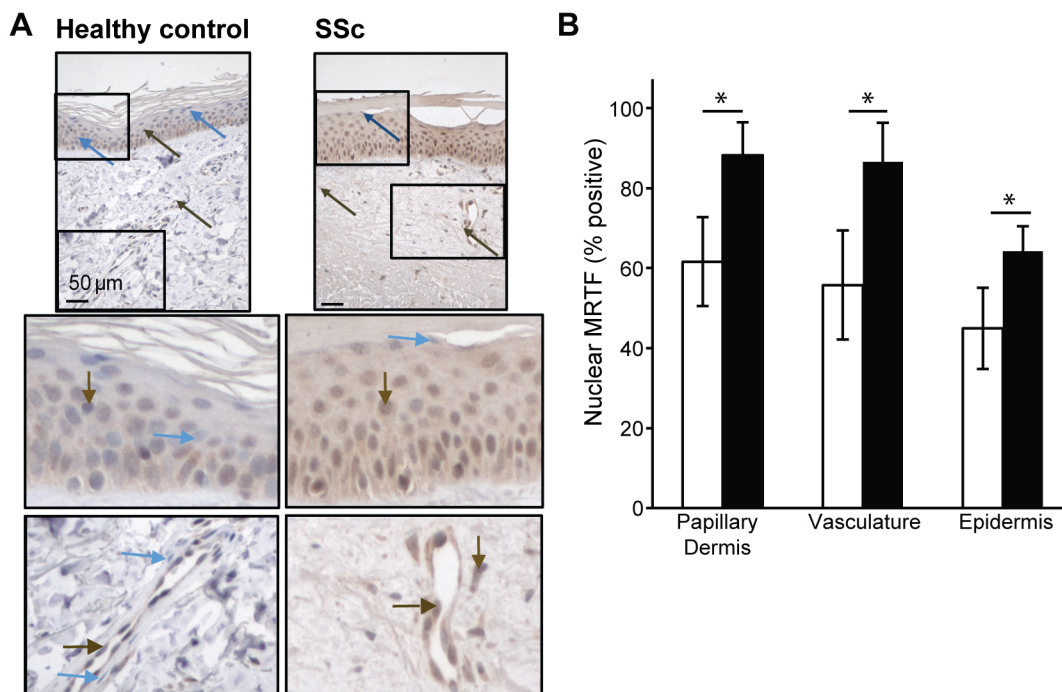 A
Healthy control
SSc
50 µm
B
Nuclear MRTF (% positive)
100
80
60
40
20
0
*
*
*
Papillary
Dermis
Vasculature
Epidermis